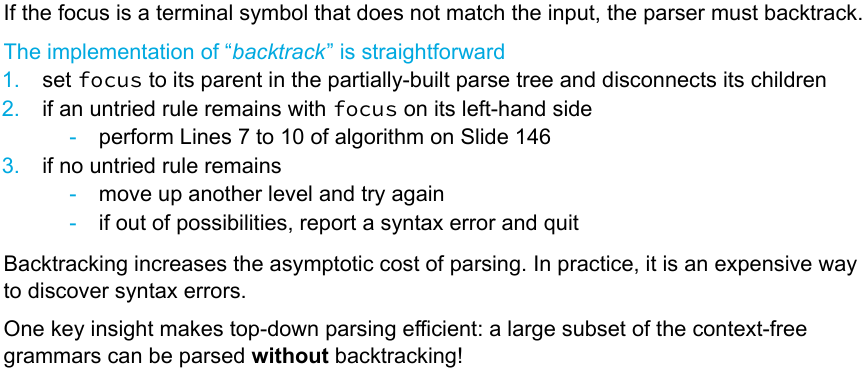 If the focus is a terminal symbol that does not match the input, the parser must backtrack.
The implementation of “backtrack” is straightforward
1. set focus to its parent in the partially-built parse tree and disconnects its children
2. if an untried rule remains with focus on its left-hand side
- perform Lines 7 to 10 of algorithm on Slide 146
3. if no untried rule remains
- move up another level and try again
- if out of possibilities, report a syntax error and quit
Backtracking increases the asymptotic cost of parsing. In practice, it is an expensive way
to discover syntax errors.
One key insight makes top-down parsing efficient: a large subset of the context-free
grammars can be parsed without backtracking!